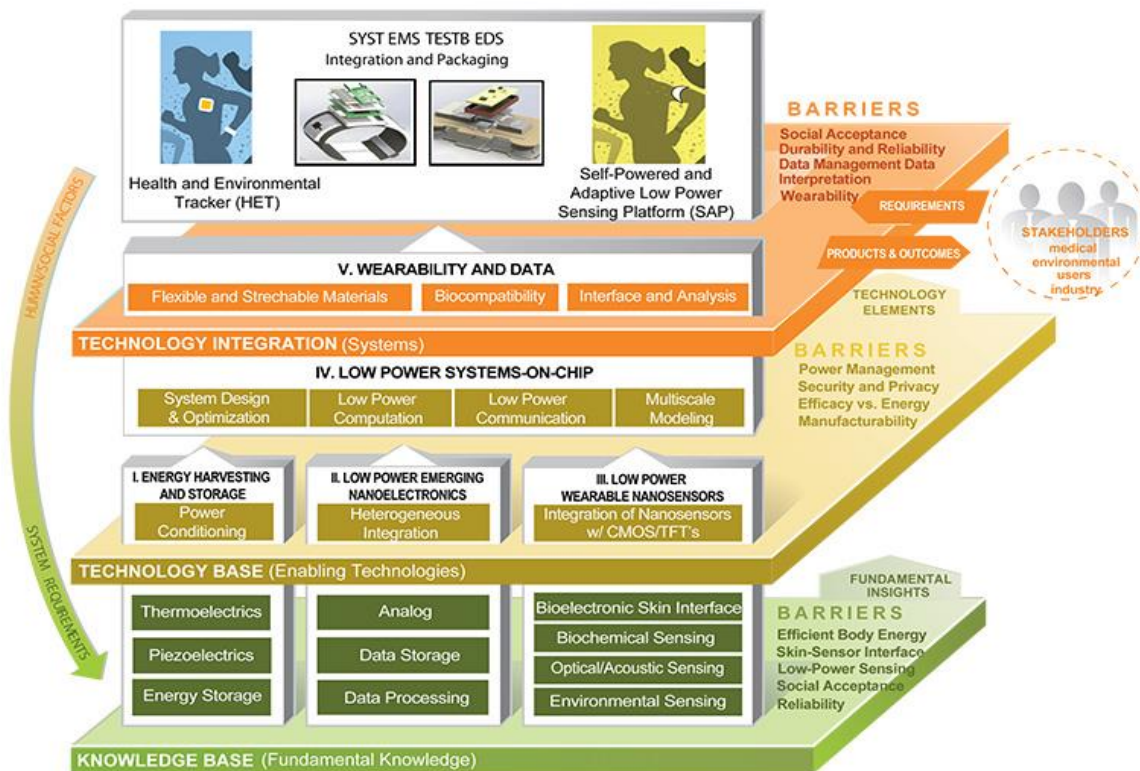 SYST EMS TESTB EDS
Integration and Packaging
Health and Environmental
Tracker (HET)
Self-Powered and
Adaptive Low Power
Sensing Platform (SAP)
BARRIERS
Social Acceptance
Durability and Reliability
Data Management Data
Interpretation
Wearability
REQUIREMENTS
PRODUCTS & OUTCOMES
STAKEHOLDERS
medical
environmental
users
industry
HUMAN/SOCIAL FACTORS
SYSTEM REQUIREMENTS
V. WEARABILITY AND DATA
Flexible and Strechable Materials
Biocompatibility
Interface and Analysis
TECHNOLOGY INTEGRATION (Systems)
TECHNOLOGY
ELEMENTS
IV. LOW POWER SYSTEMS-ON-CHIP
System Design
& Optimization
Low Power
Computation
Low Power
Communication
Multiscale
Modeling
BARRIERS
Power Management
Security and Privacy
Efficacy vs. Energy
Manufacturability
I. ENERGY HARVESTING
AND STORAGE
Power
Conditioning
II. LOW POWER EMERGING
NANOELECTRONICS
Heterogeneous
Integration
III. LOW POWER
WEARABLE NANOSENSORS
Integration of Nanosensors
w/ CMOS/TFT's
TECHNOLOGY BASE (Enabling Technologies)
FUNDAMENTAL
INSIGHTS
Thermoelectrics
Piezoelectrics
Energy Storage
Analog
Data Storage
Data Processing
Bioelectronic Skin Interface
Biochemical Sensing
Optical/Acoustic Sensing
Environmental Sensing
BARRIERS
Efficient Body Energy
Skin-Sensor Interface
Low-Power Sensing
Social Acceptance
Reliability
KNOWLEDGE BASE (Fundamental Knowledge)